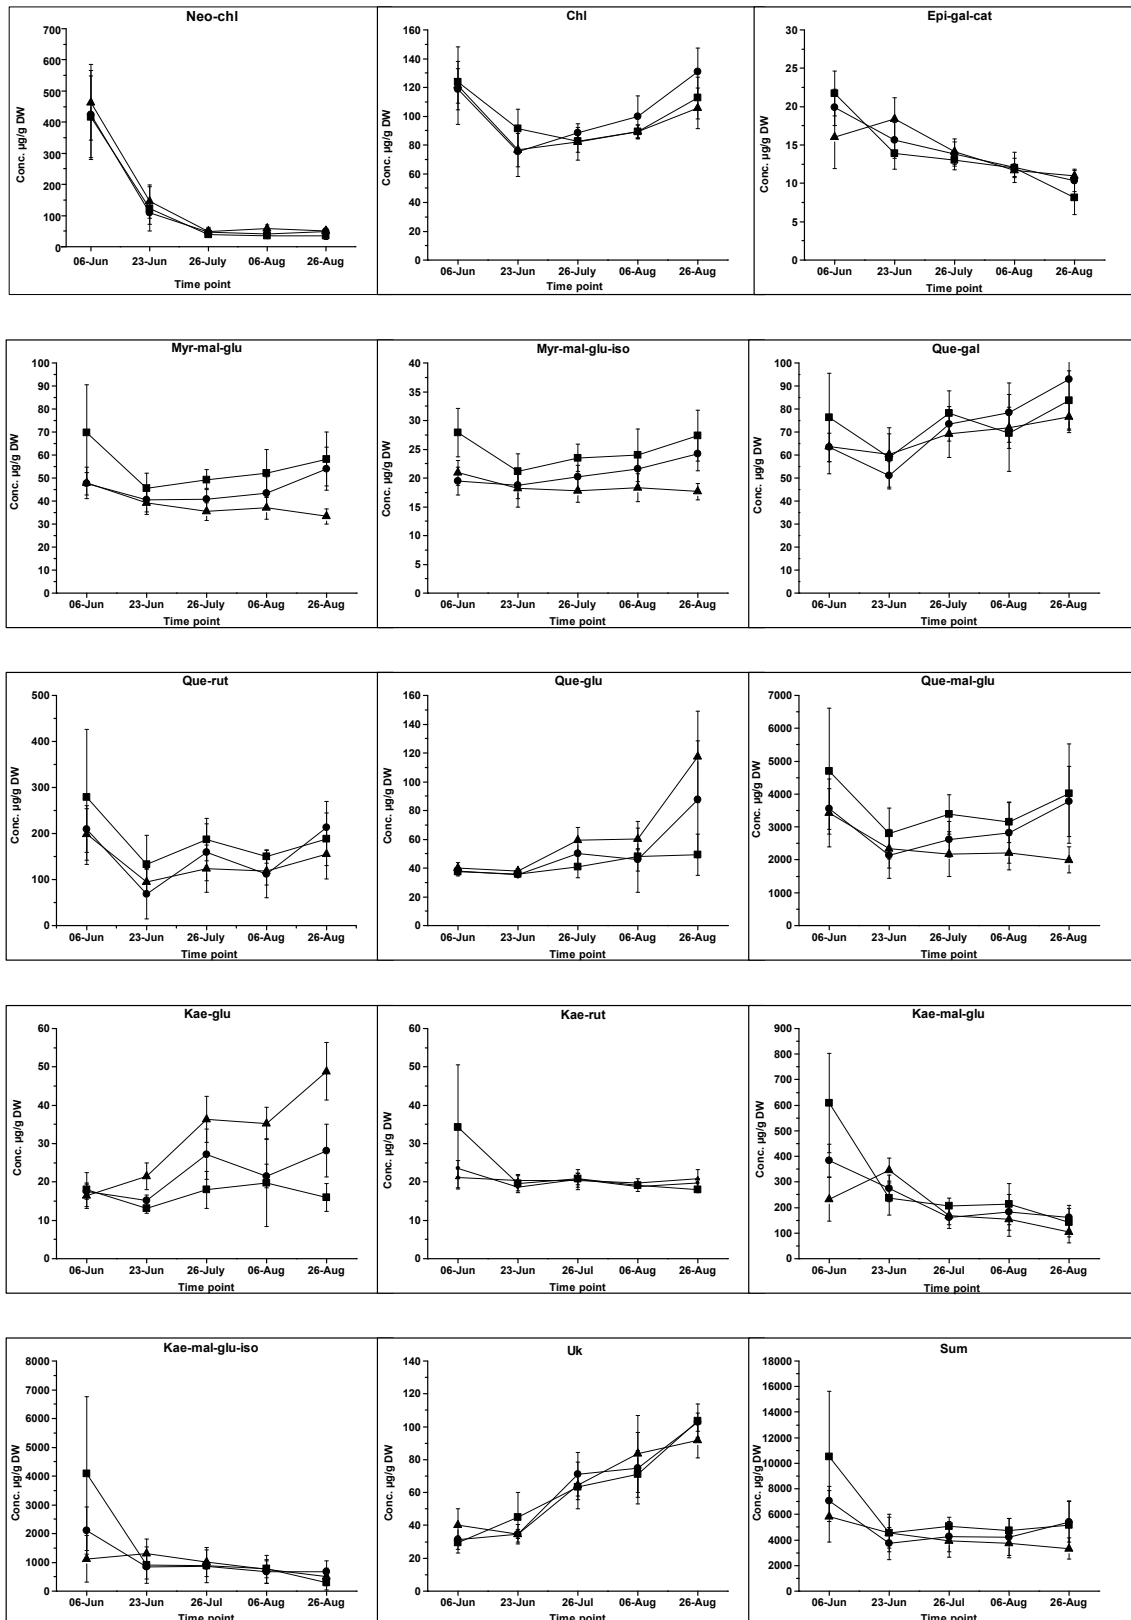 Neo-chl
700
600
500
400
300
200
100
0
Conc. µg/g DW
06-Jun 23-Jun 26-July 06-Aug 26-Aug
Time point
Chl
160
140
120
100
80
60
40
20
0
Conc. µg/g DW
06-Jun 23-Jun 26-July 06-Aug 26-Aug
Time point
Epi-gal-cat
30
25
20
15
10
5
0
Conc. µg/g DW
06-Jun 23-Jun 26-July 06-Aug 26-Aug
Time point
Myr-mal-glu
100
90
80
70
60
50
40
30
20
10
0
Conc. µg/g DW
06-Jun 23-Jun 26-July 06-Aug 26-Aug
Time point
Myr-mal-glu-iso
40
35
30
25
20
15
10
5
0
Conc. µg/g DW
06-Jun 23-Jun 26-July 06-Aug 26-Aug
Time point
Que-gal
100
90
80
70
60
50
40
30
20
10
0
Conc. µg/g DW
06-Jun 23-Jun 26-July 06-Aug 26-Aug
Time point
Que-rut
500
400
300
200
100
0
Conc. µg/g DW
06-Jun 23-Jun 26-July 06-Aug 26-Aug
Time point
Que-glu
160
140
120
100
80
60
40
20
0
Conc. µg/g DW
06-Jun 23-Jun 26-July 06-Aug 26-Aug
Time point
Que-mal-glu
7000
6000
5000
4000
3000
2000
1000
0
Conc. µg/g DW
06-Jun 23-Jun 26-July 06-Aug 26-Aug
Time point
Kae-glu
60
50
40
30
20
10
0
Conc. µg/g DW
06-Jun 23-Jun 26-July 06-Aug 26-Aug
Time point
Kae-rut
60
50
40
30
20
10
0
Conc. µg/g DW
06-Jun 23-Jun 26-Jul 06-Aug 26-Aug
Time point
Kae-mal-glu
900
800
700
600
500
400
300
200
100
0
Conc. µg/g DW
06-Jun 23-Jun 26-Jul 06-Aug 26-Aug
Time point
Kae-mal-glu-iso
8000
7000
6000
5000
4000
3000
2000
1000
0
Conc. µg/g DW
06-Jun 23-Jun 26-Jul 06-Aug 26-Aug
Time point
Uk
140
120
100
80
60
40
20
0
Conc. µg/g DW
06-Jun 23-Jun 26-Jul 06-Aug 26-Aug
Time point
Sum
18000
16000
14000
12000
10000
8000
6000
4000
2000
0
Conc. µg/g DW
06-Jun 23-Jun 26-Jul 06-Aug 26-Aug
Time point